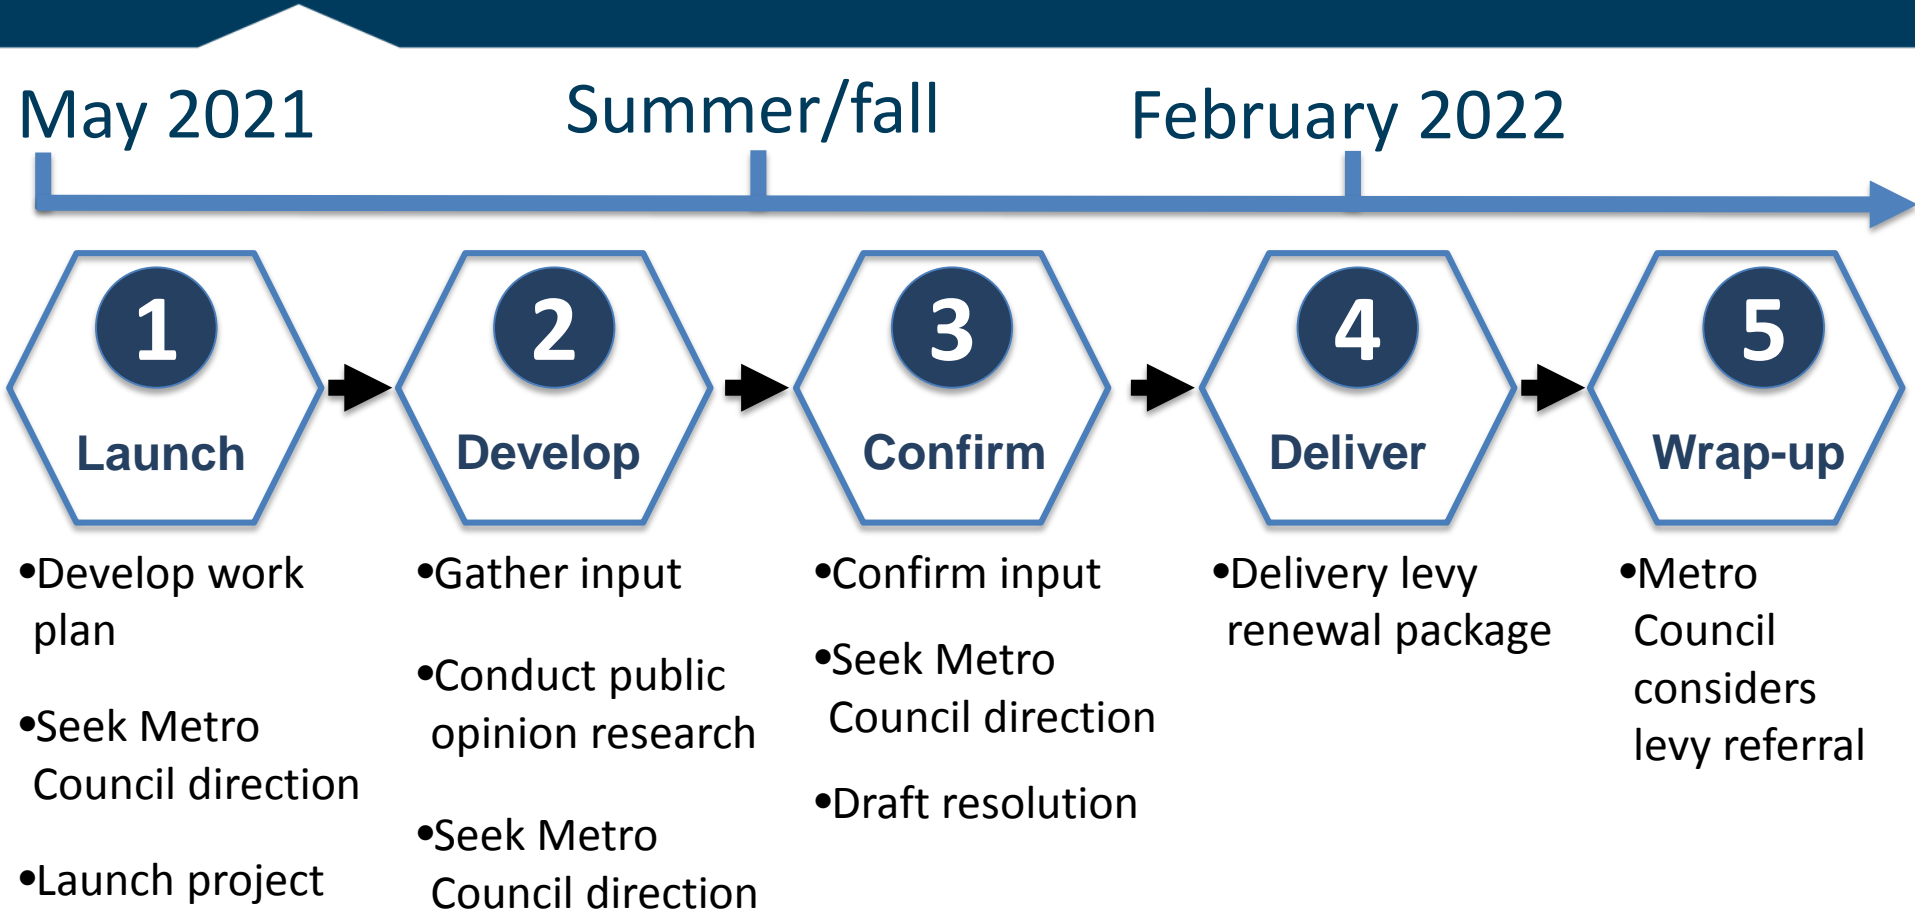 May 2021
Summer/fall
February 2022
1
Launch
2
Develop
3
Confirm
4
Deliver
5
Wrap-up
•Develop work
plan
•Seek Metro
Council direction
•Launch project
•Gather input
•Conduct public
opinion research
•Seek Metro
Council direction
•Confirm input
•Seek Metro
Council direction
•Draft resolution
•Delivery levy
renewal package
•Metro
Council
considers
levy referral